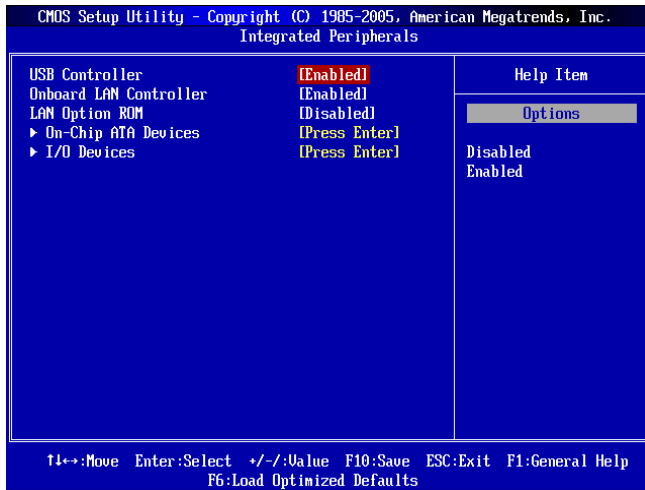 CMOS Setup Utility - Copyright (C) 1985-2005, American Megatrends, Inc.
Integrated Peripherals
USB Controller [Enabled]
Onboard LAN Controller [Enabled]
LAN Option ROM [Disabled]
▶ On-Chip ATA Devices [Press Enter]
▶ I/O Devices [Press Enter]
Help Item
Options
Disabled
Enabled
↑↓←→:Move Enter:Select +/-/:Value F10:Save ESC:Exit F1:General Help
F6:Load Optimized Defaults